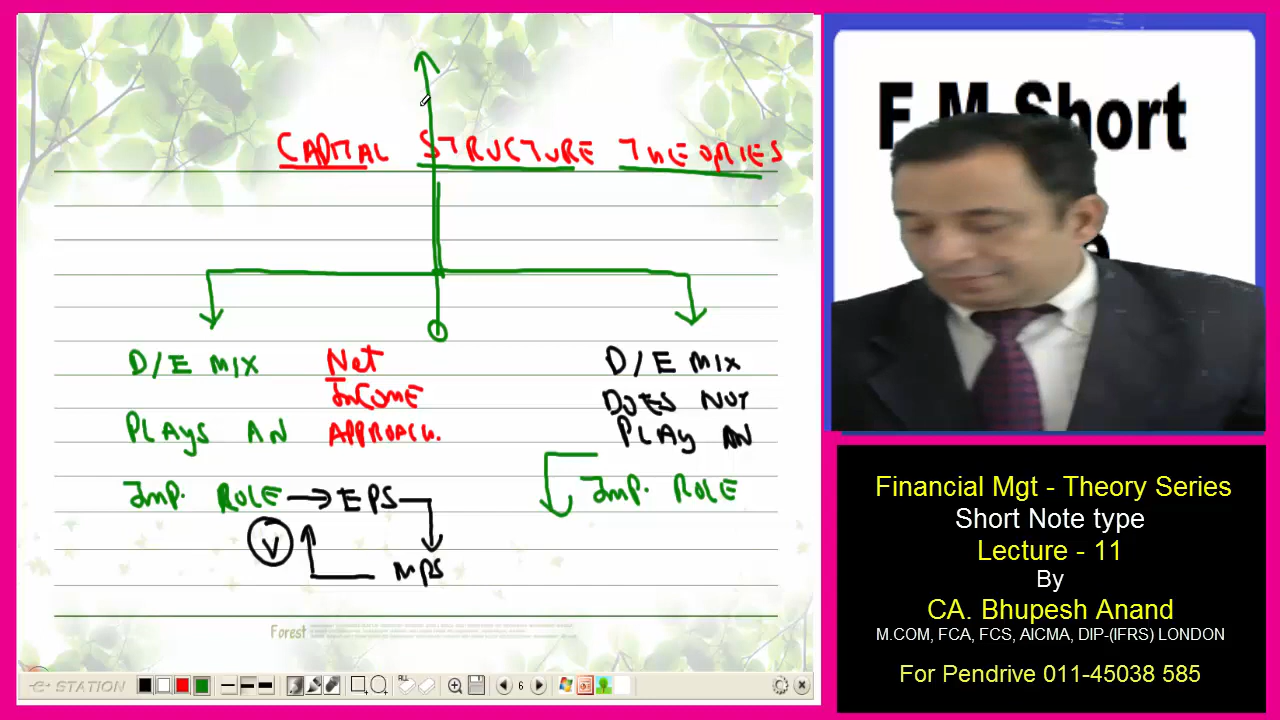 CAPITAL STRUCTURE THEORIES
D/E MIX
PLAYS AN
Imp. ROLE → EPS
V
MPS
Net
InCOME
APPROACH.
D/E MIX
DOES NOT
PLAY AN
Imp. ROLE
Forest
E-STATION
6
F M Short
Financial Mgt - Theory Series
Short Note type
Lecture - 11
By
CA. Bhupesh Anand
M.COM, FCA, FCS, AICMA, DIP-(IFRS) LONDON
For Pendrive 011-45038 585